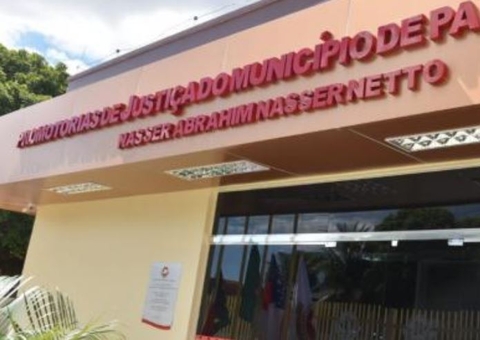 PROMOTORIAS DE JUSTIÇA DO MUNICÍPIO DE PA
NASSER ABRAHIM NASSER NETTO